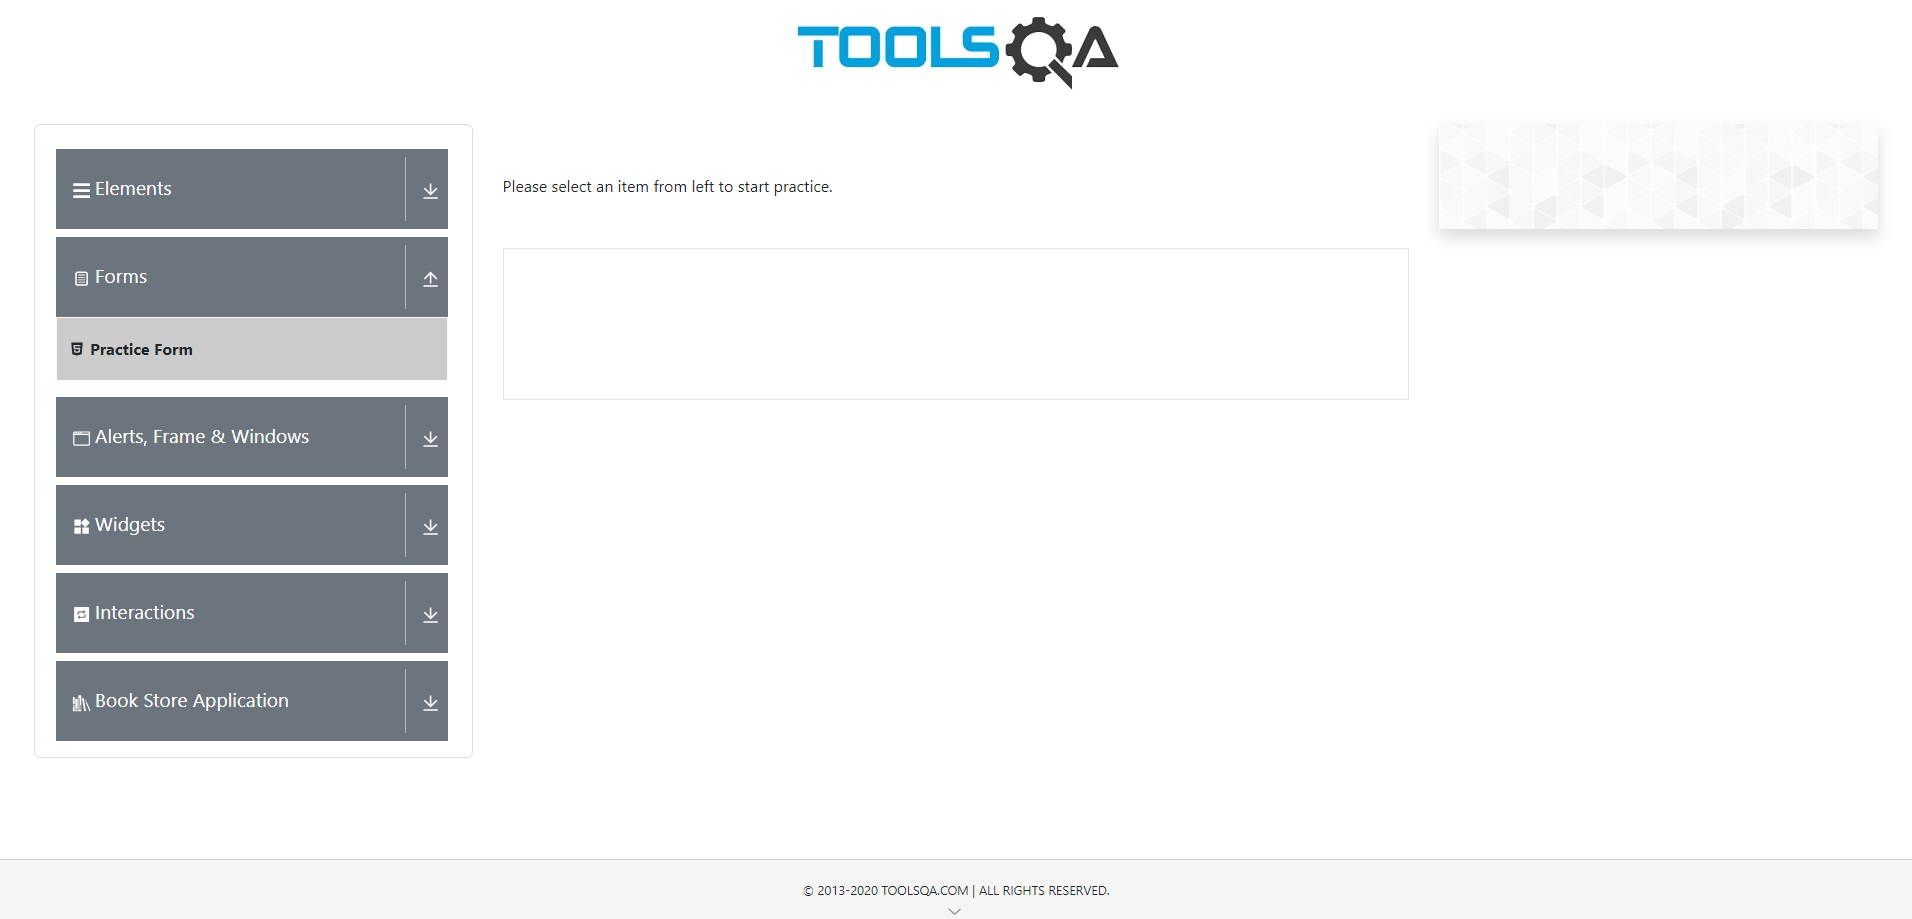 TOOLSQA
Elements
Forms
Practice Form
Alerts, Frame & Windows
Widgets
Interactions
Book Store Application
Please select an item from left to start practice.
© 2013-2020 TOOLSQA.COM | ALL RIGHTS RESERVED.